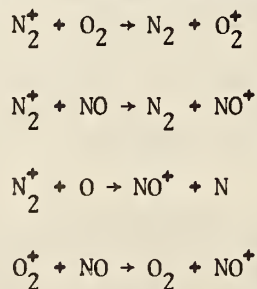 N₂⁺ + O₂ → N₂ + O₂⁺
N₂⁺ + NO → N₂ + NO⁺
N₂⁺ + O → NO⁺ + N
O₂⁺ + NO → O₂ + NO⁺